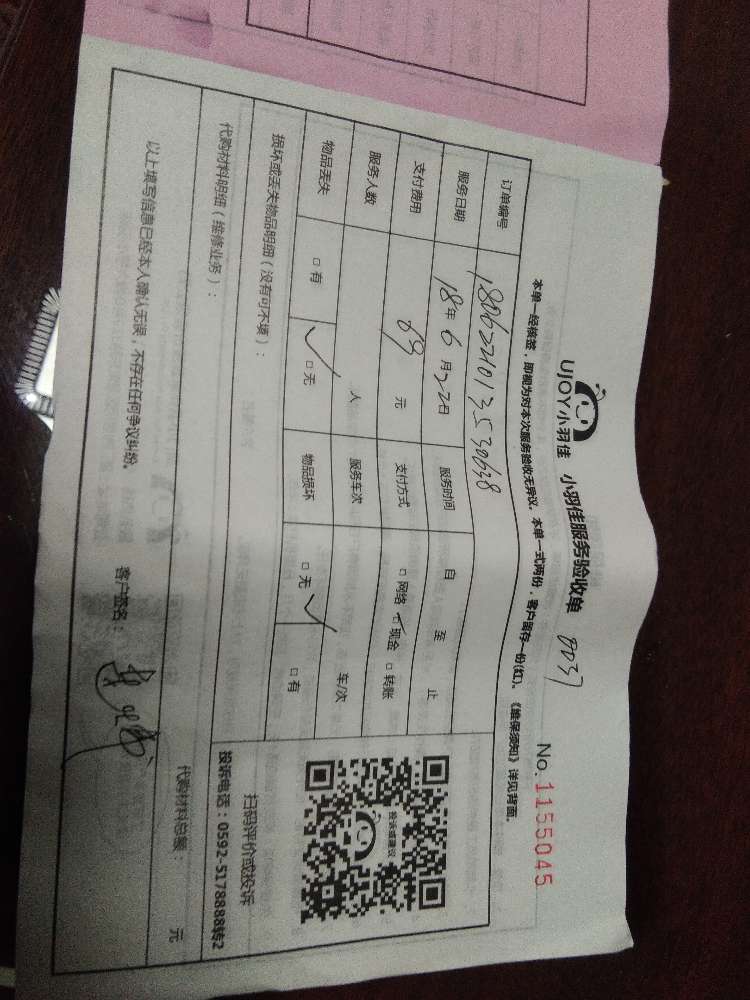 UJOY小羽佳 小羽佳服务验收单 0037
No.1155045
本单一经核签，即视为对本次服务验收无异议。本单一式两份，客户留存一份(红)。《维保须知》详见背面。
订单编号 1806221013530638
服务日期 18年6月22日 服务时间 自 至 止
支付费用 69 元 支付方式 □网络 ☑现金 □转账
服务人数 人 服务车次 车/次
物品丢失 □有 □无 ✓ 物品损坏 □无 ✓ □有
损坏或丢失物品明细（没有可不填）：
扫码评价或投诉
投诉电话：0592-5178888转2
代购材料明细（维修业务）：
代购材料总额： 元
以上填写信息已经本人确认无误，不存在任何争议纠纷。
客户签名：